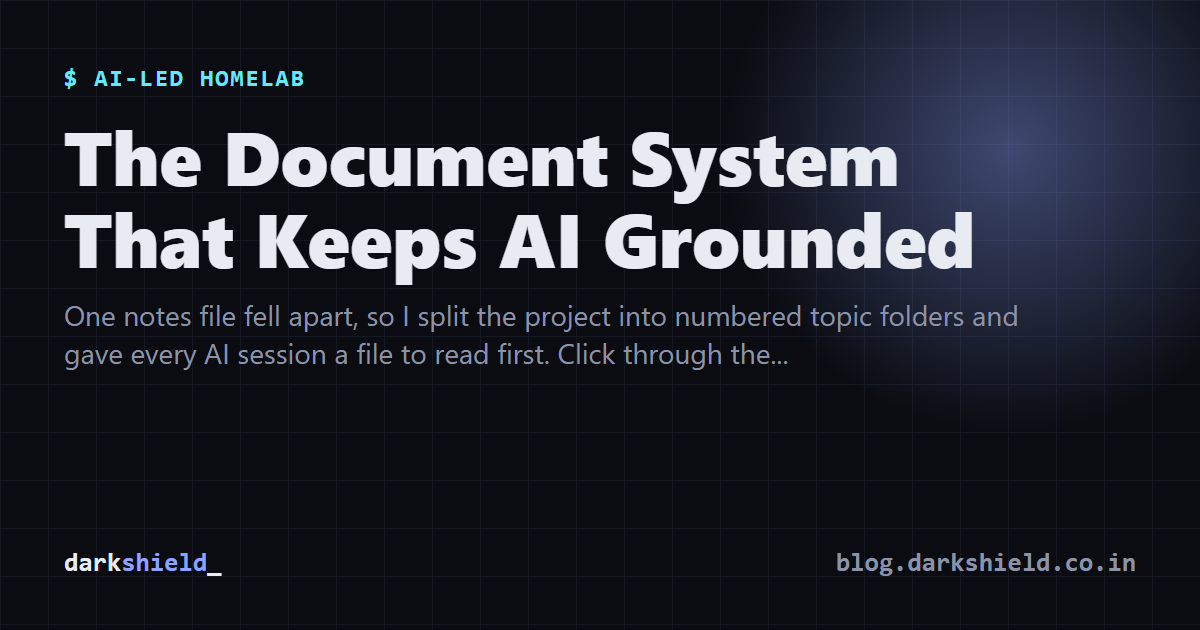 $ AI-LED HOMELAB
The Document System
That Keeps AI Grounded
One notes file fell apart, so I split the project into numbered topic folders and
gave every AI session a file to read first. Click through the...
darkshield_
blog.darkshield.co.in